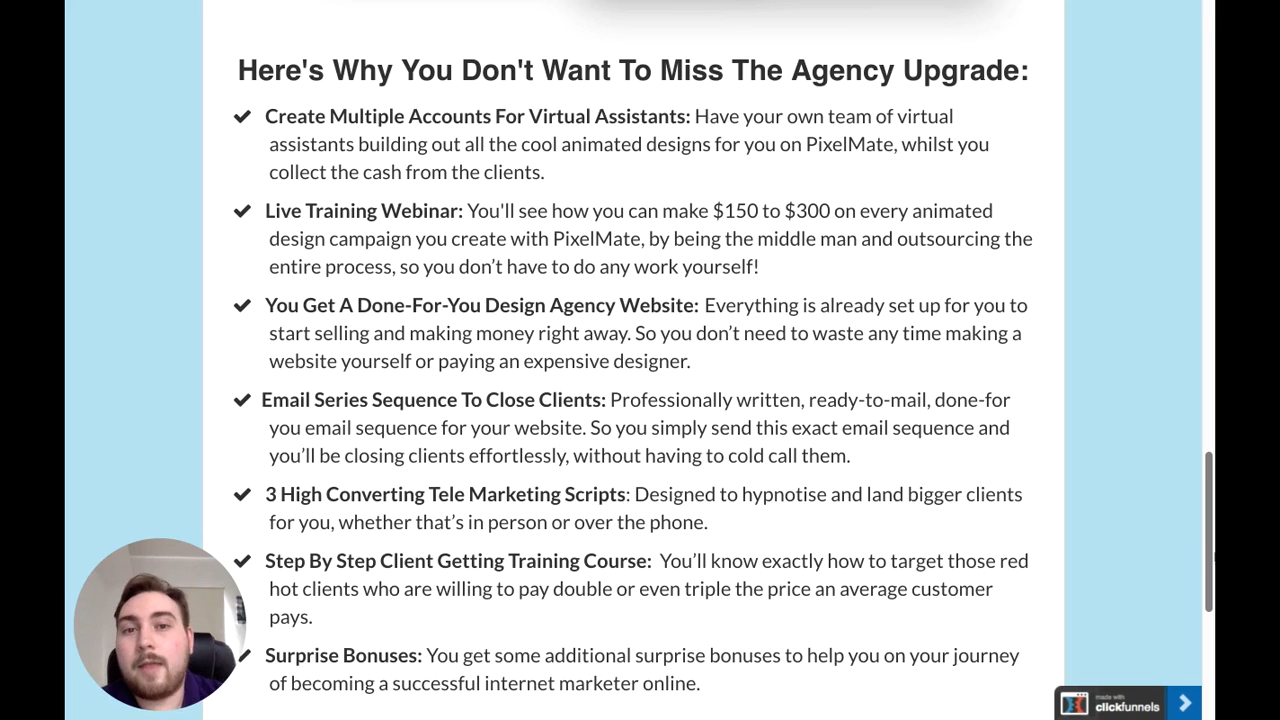 Here's Why You Don't Want To Miss The Agency Upgrade:
Create Multiple Accounts For Virtual Assistants: Have your own team of virtual
assistants building out all the cool animated designs for you on PixelMate, whilst you
collect the cash from the clients.
Live Training Webinar: You'll see how you can make $150 to $300 on every animated
design campaign you create with PixelMate, by being the middle man and outsourcing the
entire process, so you don’t have to do any work yourself!
You Get A Done-For-You Design Agency Website: Everything is already set up for you to
start selling and making money right away. So you don’t need to waste any time making a
website yourself or paying an expensive designer.
Email Series Sequence To Close Clients: Professionally written, ready-to-mail, done-for
you email sequence for your website. So you simply send this exact email sequence and
you’ll be closing clients effortlessly, without having to cold call them.
3 High Converting Tele Marketing Scripts: Designed to hypnotise and land bigger clients
for you, whether that’s in person or over the phone.
Step By Step Client Getting Training Course: You’ll know exactly how to target those red
hot clients who are willing to pay double or even triple the price an average customer
pays.
Surprise Bonuses: You get some additional surprise bonuses to help you on your journey
of becoming a successful internet marketer online.
made with
clickfunnels